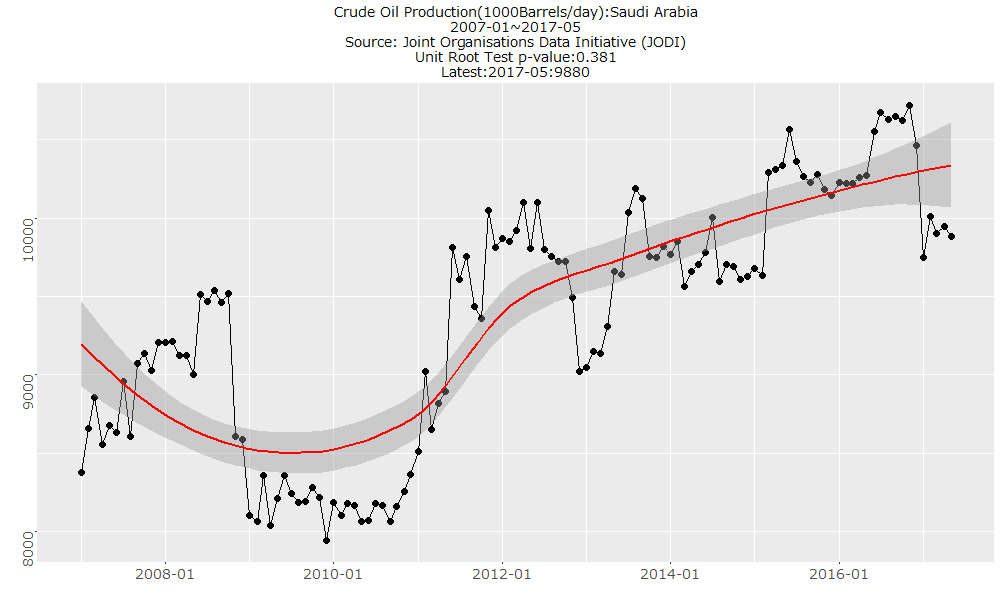 Crude Oil Production(1000Barrels/day):Saudi Arabia
2007-01~2017-05
Source: Joint Organisations Data Initiative (JODI)
Unit Root Test p-value:0.381
Latest:2017-05:9880
10000
9000
8000
2008-01 2010-01 2012-01 2014-01 2016-01